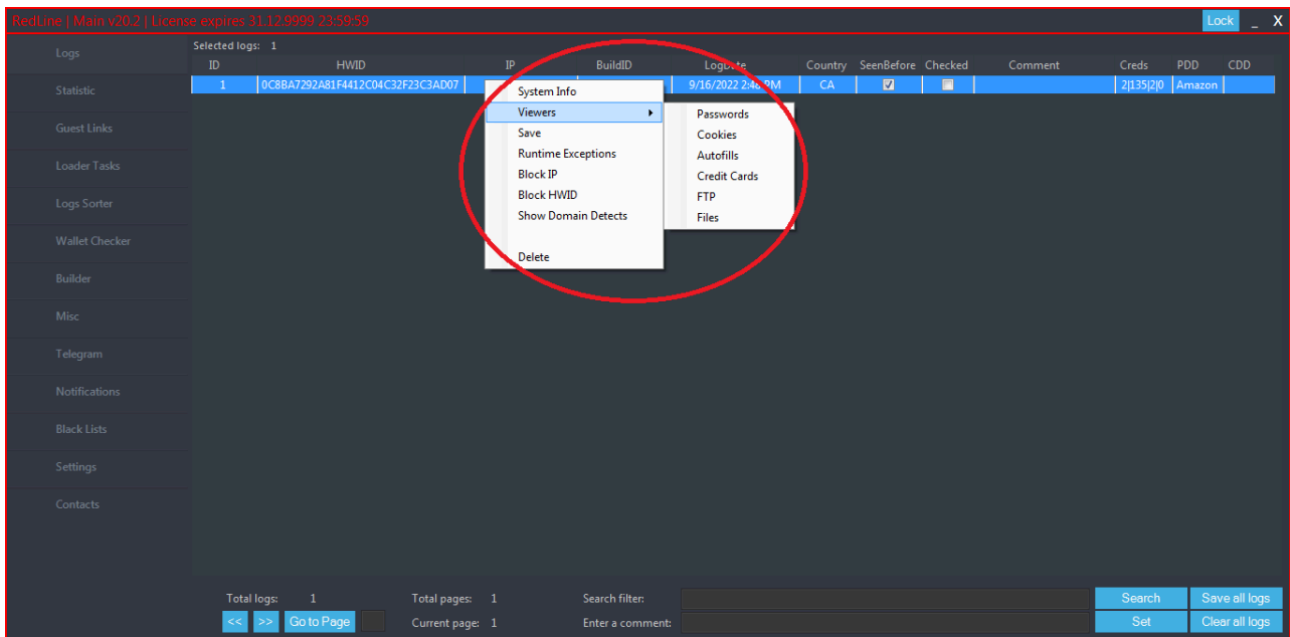 RedLine | Main v20.2 | License expires 31.12.9999 23:59:59
Lock _ X
Logs
Statistic
Guest Links
Loader Tasks
Logs Sorter
Wallet Checker
Builder
Misc
Telegram
Notifications
Black Lists
Settings
Contacts
Selected logs: 1
ID HWID IP BuildID LogDate Country SeenBefore Checked Comment Creds PDD CDD
1 0C8BA7292A81F4412C04C32F23C3AD07 9/16/2022 2:48 PM CA 2|135|2|0 Amazon
System Info
Viewers
Save
Runtime Exceptions
Block IP
Block HWID
Show Domain Detects
Delete
Passwords
Cookies
Autofills
Credit Cards
FTP
Files
Total logs: 1 Total pages: 1 Search filter: Search Save all logs
<< >> Go to Page Current page: 1 Enter a comment: Set Clear all logs